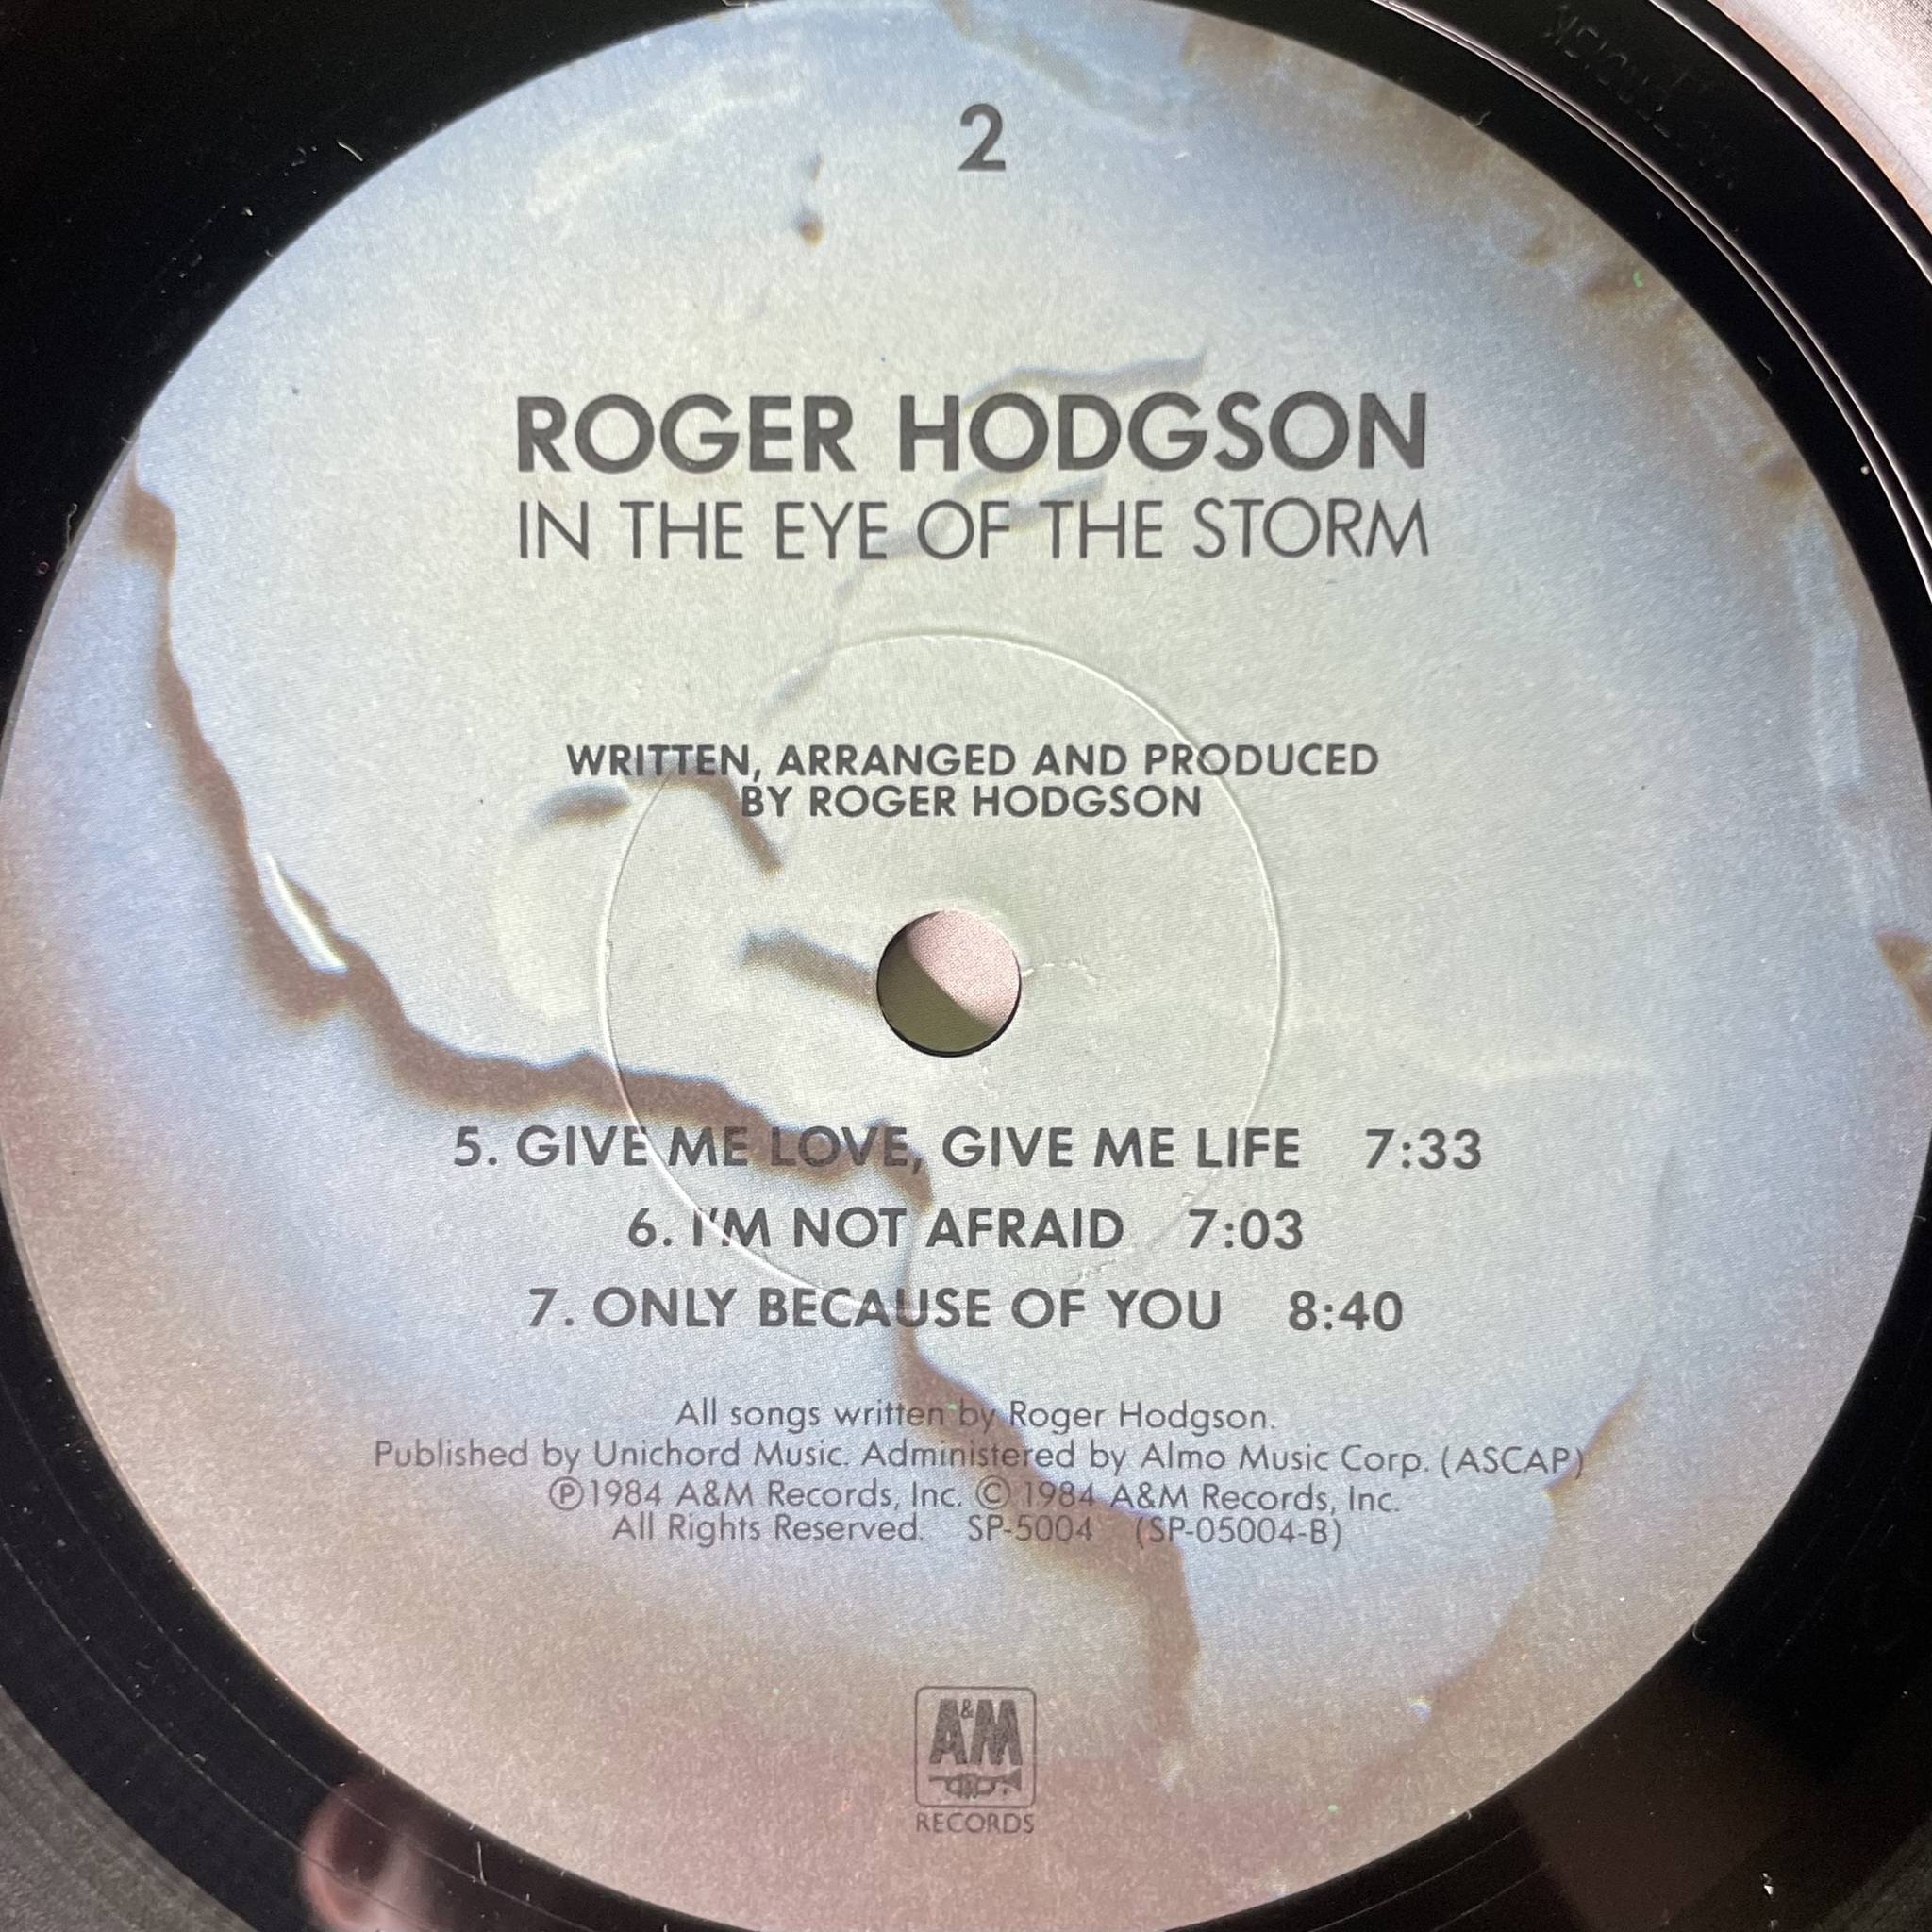 2
ROGER HODGSON
IN THE EYE OF THE STORM
WRITTEN, ARRANGED AND PRODUCED
BY ROGER HODGSON
5. GIVE ME LOVE, GIVE ME LIFE 7:33
6. I'M NOT AFRAID 7:03
7. ONLY BECAUSE OF YOU 8:40
All songs written by Roger Hodgson.
Published by Unichord Music. Administered by Almo Music Corp. (ASCAP)
Ⓟ1984 A&M Records, Inc. © 1984 A&M Records, Inc.
All Rights Reserved. SP-5004 (SP-05004-B)
A&M
RECORDS